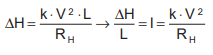 ΔH = k·V²·L / R_H → ΔH / L = I = k·V² / R_H